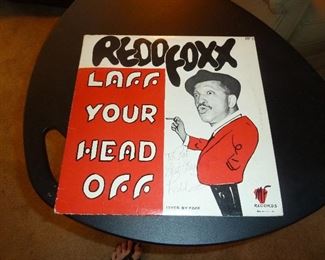 REDD FOXX
LAFF
YOUR
HEAD
OFF
COVER BY FOXX
RECORDS